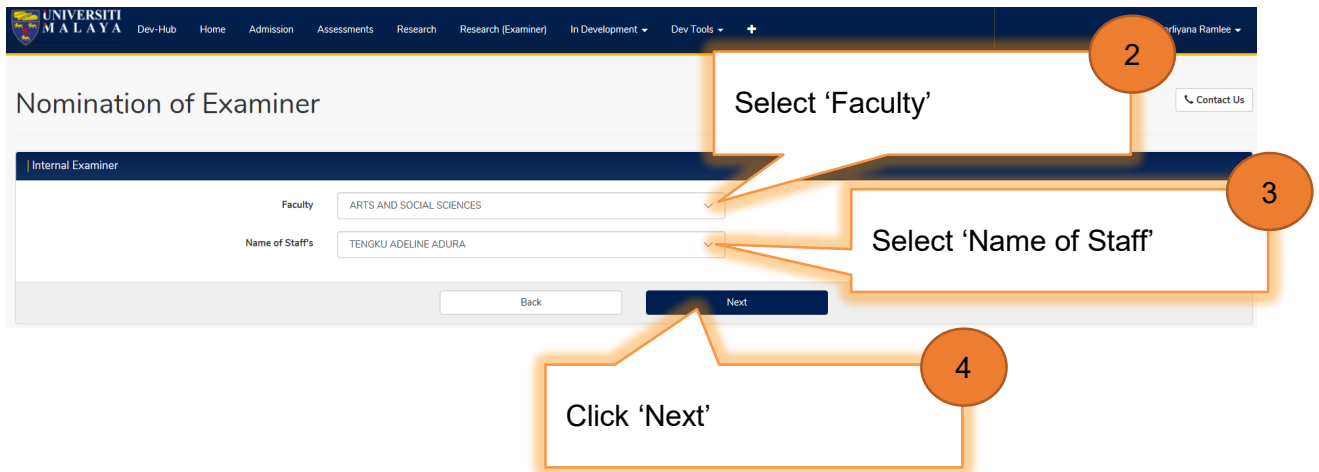 UNIVERSITI
MALAYA Dev-Hub Home Admission Assessments Research Research (Examiner) In Development Dev Tools + Ramlee
2
Select ‘Faculty’
Nomination of Examiner
Contact Us
Internal Examiner
3
Faculty ARTS AND SOCIAL SCIENCES
Select ‘Name of Staff’
Name of Staff's TENGKU ADELINE ADURA
Back Next
4
Click ‘Next’